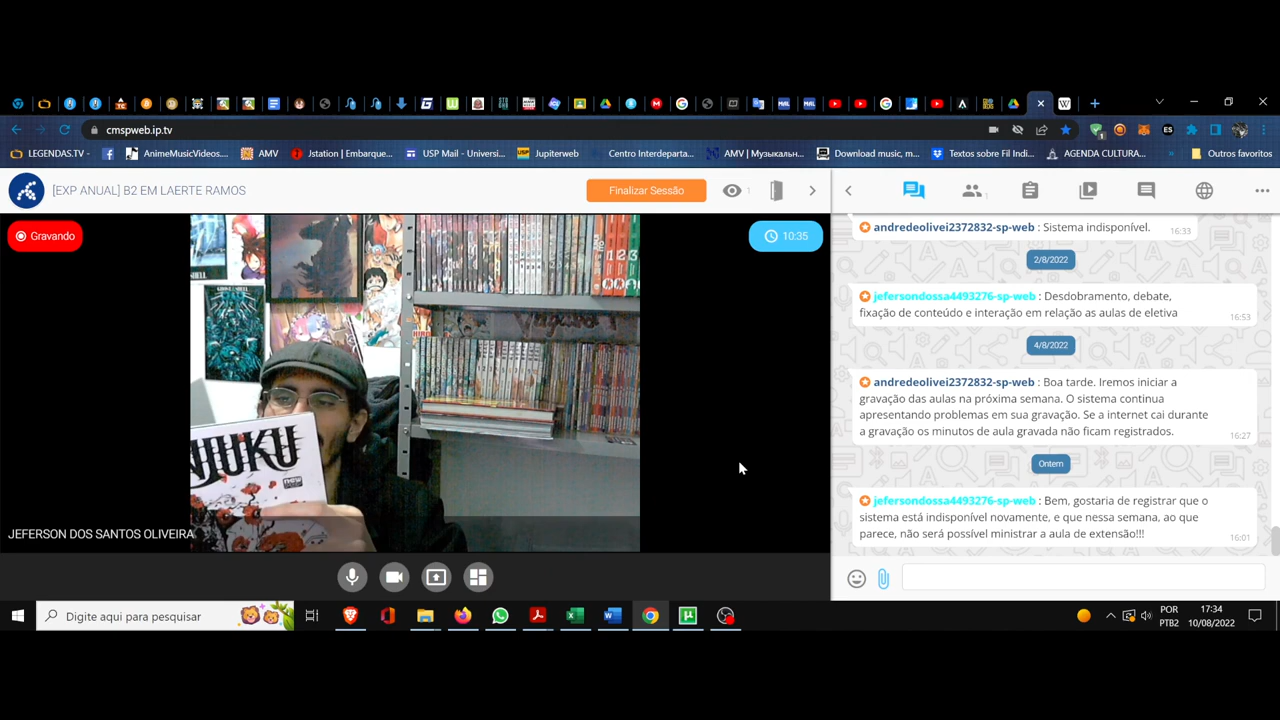 cmspweb.ip.tv
LEGENDAS.TV -
AnimeMusicVideos....
AMV
Jstation | Embarque...
USP Mail - Universi...
Jupiterweb
Centro Interdeparta...
AMV | Музыкальн...
Download music, m...
Textos sobre Fil Indi...
AGENDA CULTURA...
»
Outros favoritos
[EXP ANUAL] B2 EM LAERTE RAMOS
Finalizar Sessão
1
1
Gravando
10:35
NJUKU
JEFERSON DOS SANTOS OLIVEIRA
andredeolivei2372832-sp-web : Sistema indisponível.
16:33
2/8/2022
jefersondossa4493276-sp-web : Desdobramento, debate,
fixação de conteúdo e interação em relação as aulas de eletiva
16:53
4/8/2022
andredeolivei2372832-sp-web : Boa tarde. Iremos iniciar a
gravação das aulas na próxima semana. O sistema continua
apresentando problemas em sua gravação. Se a internet cai durante
a gravação os minutos de aula gravada não ficam registrados.
16:27
Ontem
jefersondossa4493276-sp-web : Bem, gostaria de registrar que o
sistema está indisponível novamente, e que nessa semana, ao que
parece, não será possível ministrar a aula de extensão!!!
16:01
Digite aqui para pesquisar
POR
PTB2
17:34
10/08/2022